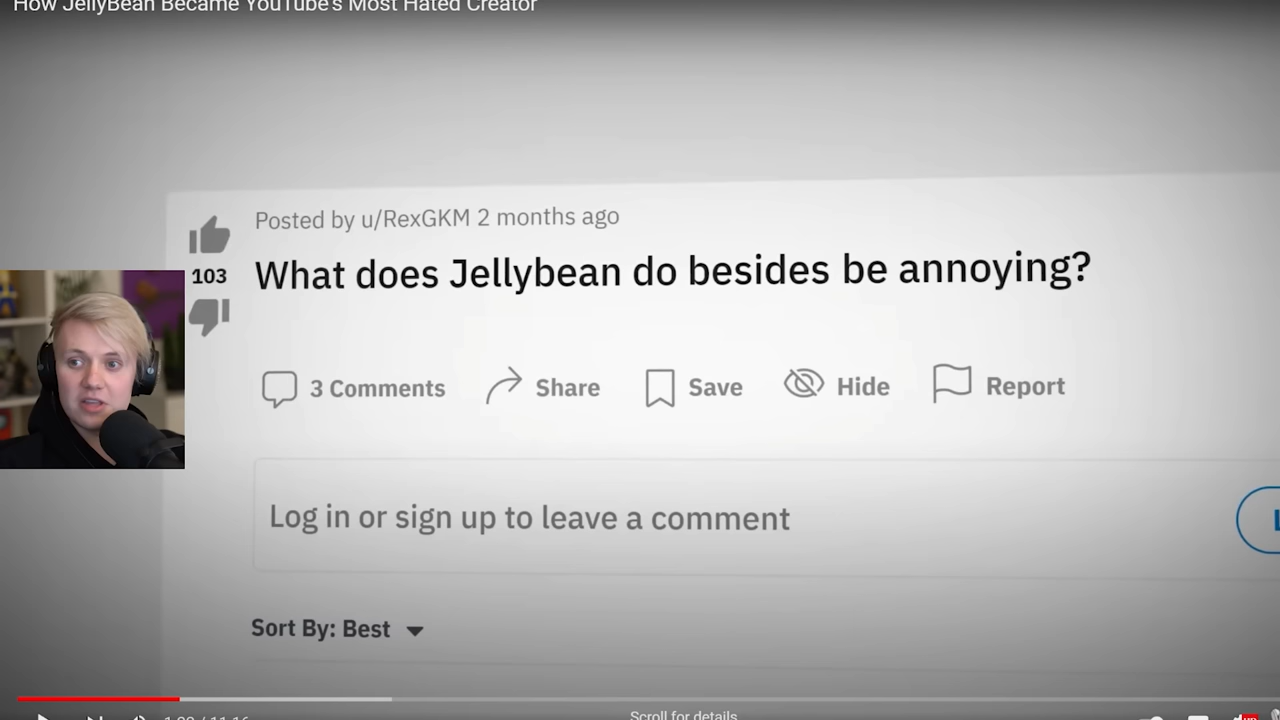 How JellyBean Became YouTube's Most Hated Creator
Posted by u/RexGKM 2 months ago
103
What does Jellybean do besides be annoying?
3 Comments
Share
Save
Hide
Report
Log in or sign up to leave a comment
Sort By: Best
Scroll for details